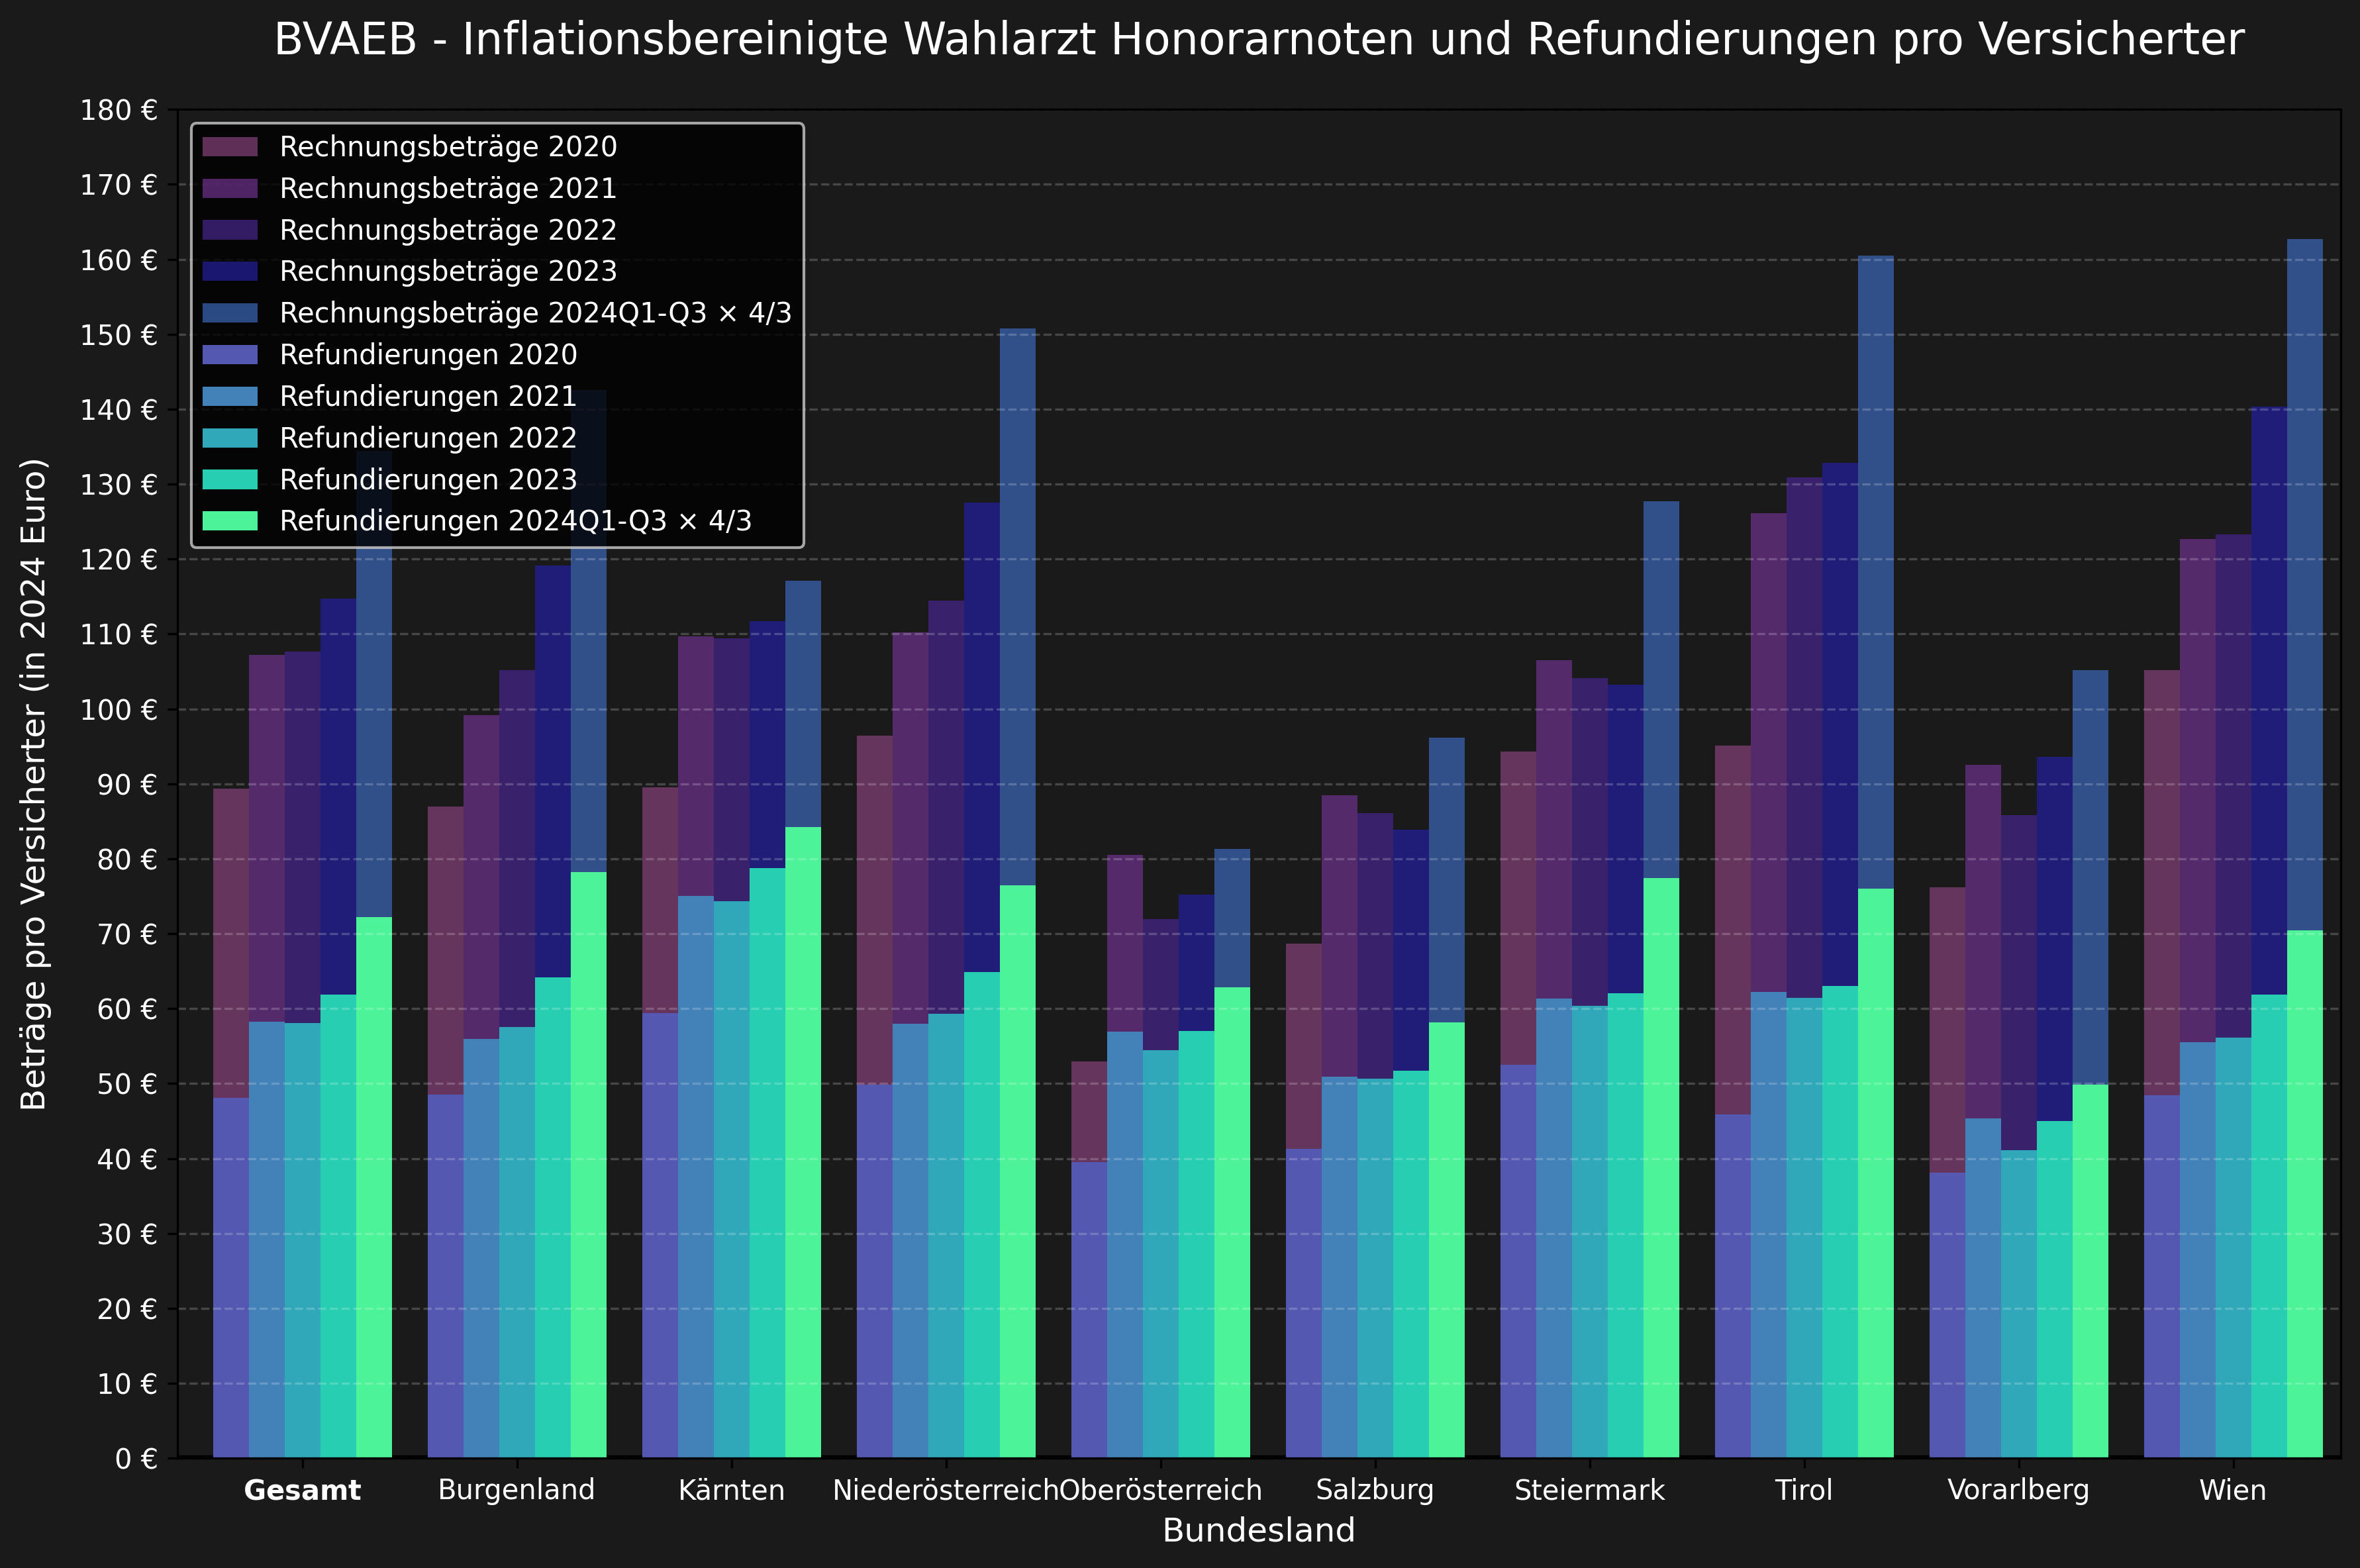 BVAEB - Inflationsbereinigte Wahlarzt Honorarnoten und Refundierungen pro Versicherter
Beträge pro Versicherter (in 2024 Euro)
180 €
170 €
160 €
150 €
140 €
130 €
120 €
110 €
100 €
90 €
80 €
70 €
60 €
50 €
40 €
30 €
20 €
10 €
0 €
Rechnungsbeträge 2020
Rechnungsbeträge 2021
Rechnungsbeträge 2022
Rechnungsbeträge 2023
Rechnungsbeträge 2024Q1-Q3 × 4/3
Refundierungen 2020
Refundierungen 2021
Refundierungen 2022
Refundierungen 2023
Refundierungen 2024Q1-Q3 × 4/3
Gesamt Burgenland Kärnten Niederösterreich Oberösterreich Salzburg Steiermark Tirol Vorarlberg Wien
Bundesland